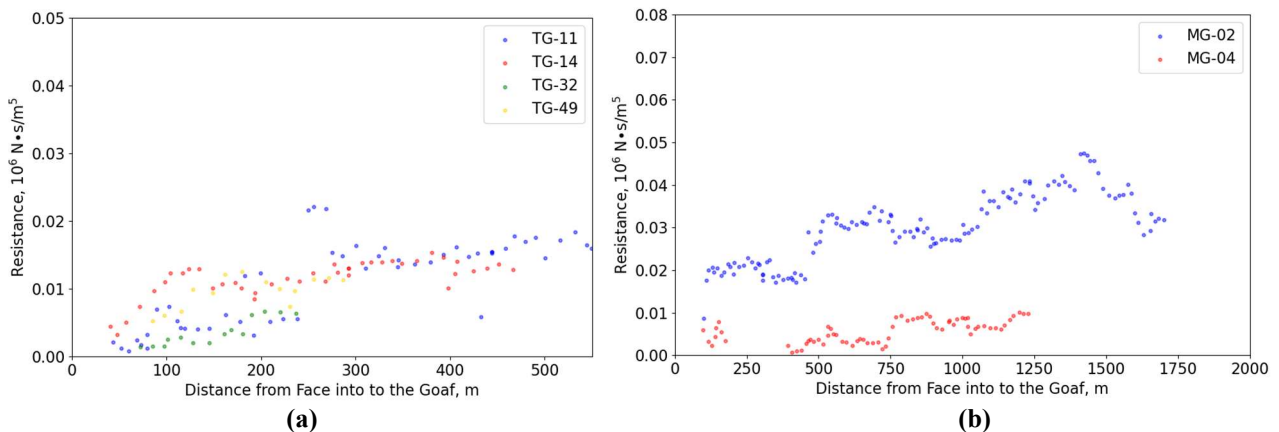 0.05
0.04
0.03
0.02
0.01
0.00
Resistance, 10⁶ N•s/m⁵
TG-11
TG-14
TG-32
TG-49
0 100 200 300 400 500
Distance from Face into to the Goaf, m
(a)
0.08
0.07
0.06
0.05
0.04
0.03
0.02
0.01
0.00
Resistance, 10⁶ N•s/m⁵
MG-02
MG-04
0 250 500 750 1000 1250 1500 1750 2000
Distance from Face into to the Goaf, m
(b)